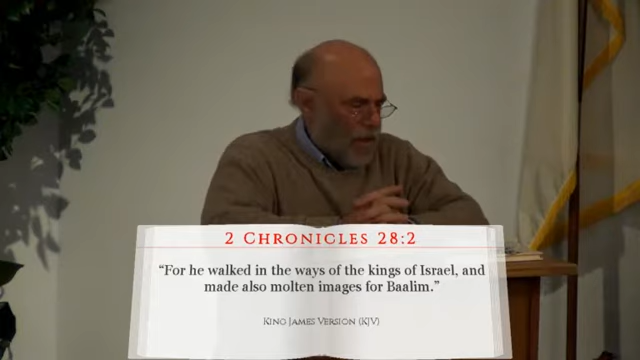 2 Chronicles 28:2
“For he walked in the ways of the kings of Israel, and
made also molten images for Baalim.”
King James Version (KJV)